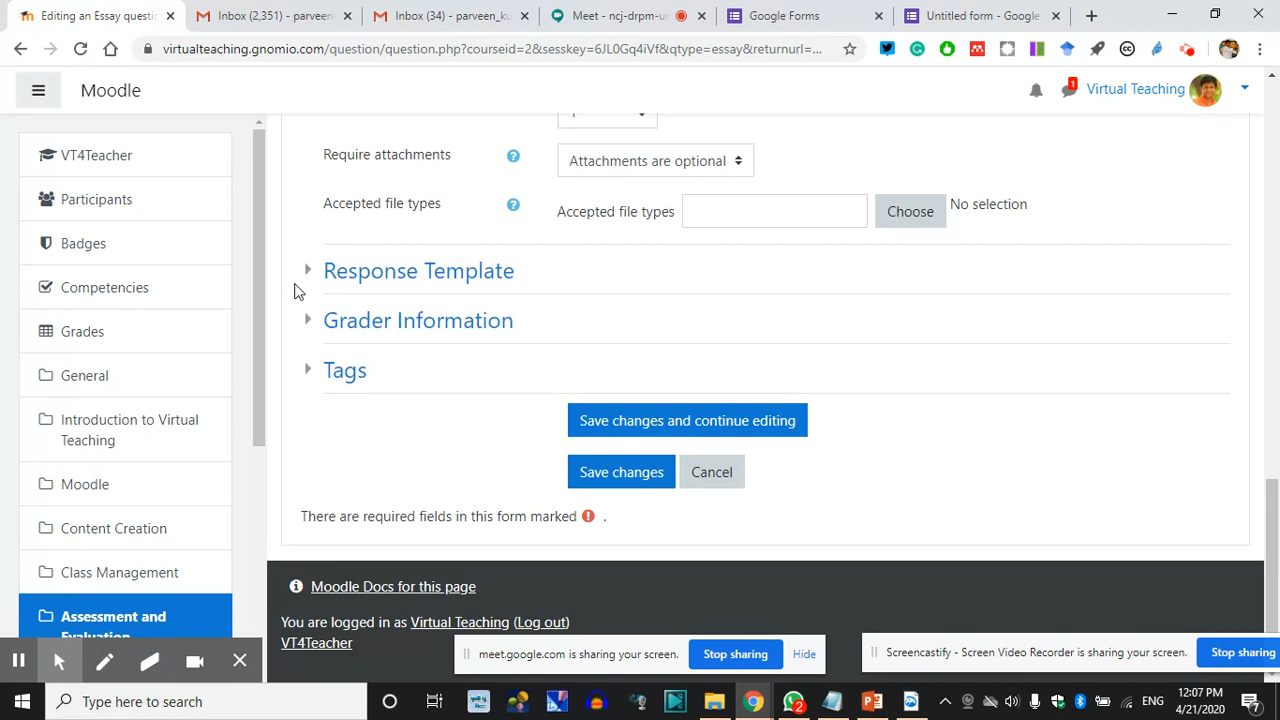 Editing an Essay questi
Inbox (2,351) - parveen_
Inbox (34) - parveen_ku
Meet - ncj-drpm-u
Google Forms
Untitled form - Google
virtualteaching.gnomio.com/question/question.php?courseid=2&sesskey=6JL0Gq4iVf&qtype=essay&returnurl=...
Moodle
1
Virtual Teaching
VT4Teacher
Participants
Badges
Competencies
Grades
General
Introduction to Virtual
Teaching
Moodle
Content Creation
Class Management
Assessment and
Evaluation
Require attachments
Attachments are optional
Accepted file types
Accepted file types
Choose
No selection
Response Template
Grader Information
Tags
Save changes and continue editing
Save changes
Cancel
There are required fields in this form marked .
Moodle Docs for this page
You are logged in as Virtual Teaching (Log out)
VT4Teacher
meet.google.com is sharing your screen.
Stop sharing
Hide
Screencastify - Screen Video Recorder is sharing your screen.
Stop sharing
Type here to search
2
ENG
12:07 PM
4/21/2020
7